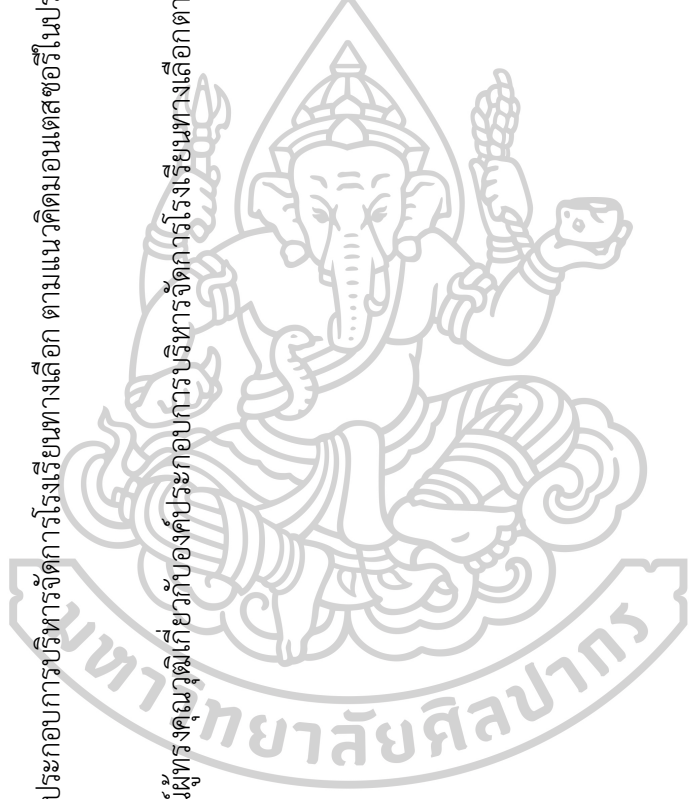 ประกอบการบริหารจัดการโรงเรียนทางเลือก ตามแนวคิดมอนเตสซอรี่ในปร
ผู้ทรงคุณวุฒิเกี่ยวกับองค์ประกอบการบริหารจัดการโรงเรียนทางเลือกตา
มหาวิทยาลัยศิลปากร